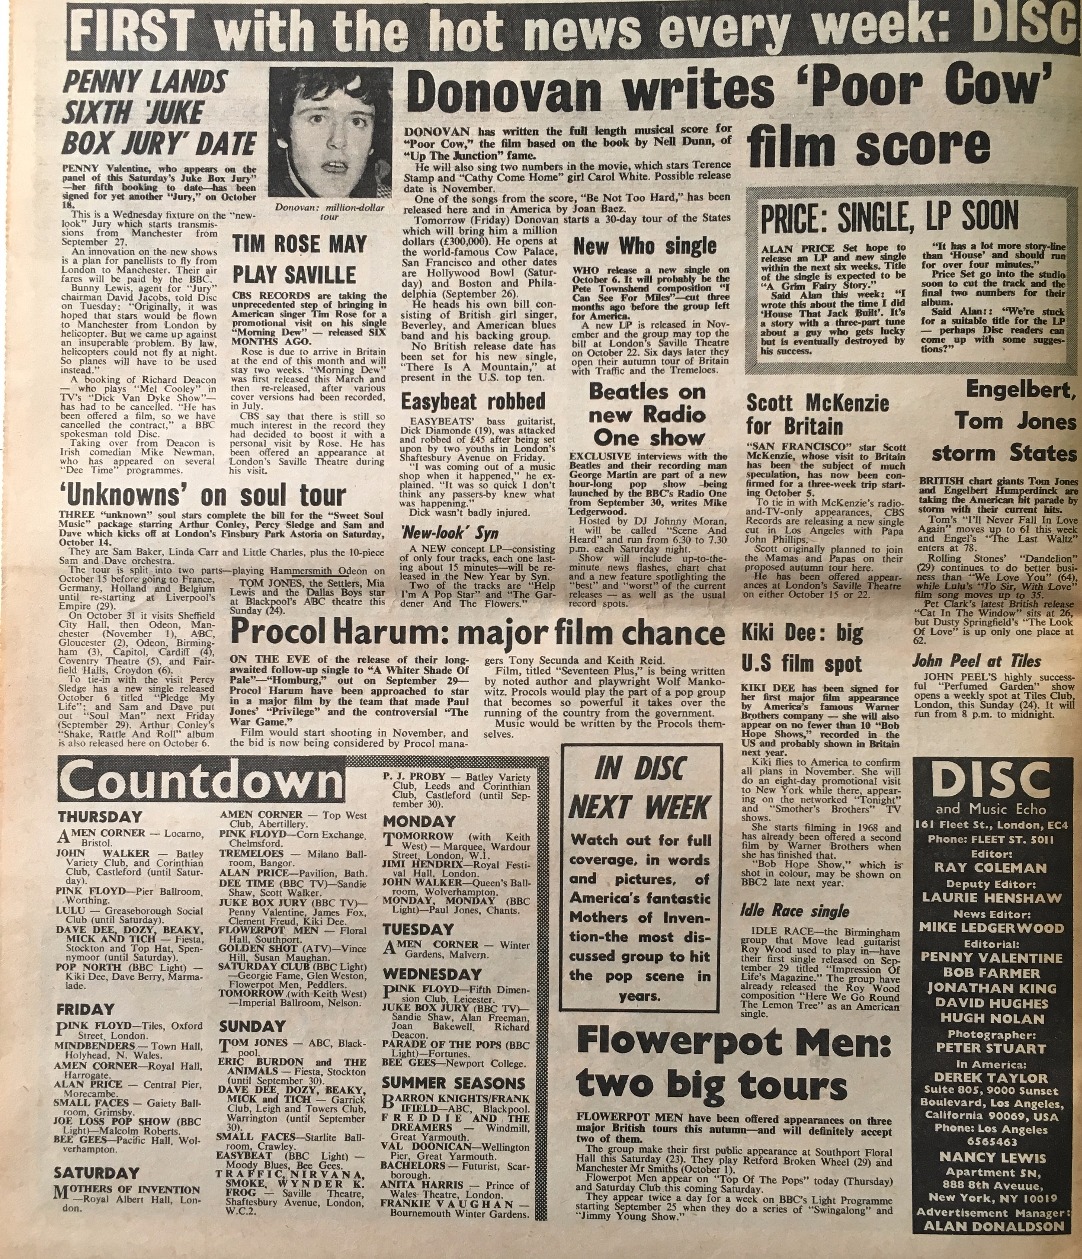 FIRST with the hot news every week: DISC
PENNY LANDS
SIXTH 'JUKE
BOX JURY' DATE
PENNY Valentine, who appears on the
panel of this Saturday's Juke Box Jury"
—her fifth booking to date—has been
signed for yet another "Jury," on October
18.
This is a Wednesday fixture on the "new-
look" Jury which starts transmis-
sions from Manchester from
September 27.
An innovation on the new shows
is a plan for panellists to fly from
London to Manchester. Their air
fares will be paid by the BBC.
Bunny Lewis, agent for "Jury"
chairman David Jacobs, told Disc
on Tuesday: "Originally, it was
hoped that stars would be flown
to Manchester from London by
helicopter. But we came up against
an insuperable problem. By law,
helicopters could not fly at night.
So planes will have to be used
instead."
A booking of Richard Deacon
— who plays "Mel Cooley" in
TV's "Dick Van Dyke Show"—
has had to be cancelled. "He has
been offered a film, so we have
cancelled the contract," a BBC
spokesman told Disc.
Taking over from Deacon is
Irish comedian Mike Newman,
who has appeared on several
"Dee Time" programmes.
Donovan: million-dollar
tour
TIM ROSE MAY
PLAY SAVILLE
CBS RECORDS are taking the
unprecedented step of bringing in
American singer Tim Rose for a
promotional visit on his single
"Morning Dew" — released SIX
MONTHS AGO.
Rose is due to arrive in Britain
at the end of this month and will
stay two weeks. "Morning Dew"
was first released this March and
then re-released, after various
cover versions had been recorded,
in July.
CBS say that there is still so
much interest in the record they
had decided to boost it with a
personal visit by Rose. He has
been offered an appearance at
London's Saville Theatre during
his visit.
Donovan writes 'Poor Cow'
film score
DONOVAN has written the full length musical score for
"Poor Cow," the film based on the book by Nell Dunn, of
"Up The Junction" fame.
He will also sing two numbers in the movie, which stars Terence
Stamp and "Cathy Come Home" girl Carol White. Possible release
date is November.
One of the songs from the score, "Be Not Too Hard," has been
released here and in America by Joan Baez.
Tomorrow (Friday) Donovan starts a 30-day tour of the States
which will bring him a million
dollars (£300,000). He opens at
the world-famous Cow Palace,
San Francisco and other dates
are Hollywood Bowl (Satur-
day) and Boston and Phila-
delphia (September 26).
He heads his own bill con-
sisting of British girl singer,
Beverley, and American blues
band and his backing group.
No British release date has
been set for his new single,
"There Is A Mountain," at
present in the U.S. top ten.
Easybeat robbed
EASYBEATS' bass guitarist,
Dick Diamonde (19), was attacked
and robbed of £45 after being set
upon by two youths in London's
Shaftesbury Avenue on Friday.
"I was coming out of a music
shop when it happened," he ex-
plained. "It was so quick I don't
think any passers-by knew what
was happening."
Dick wasn't badly injured.
'New-look' Syn
A NEW concept LP—consisting
of only four tracks, each one last-
ing about 15 minutes—will be re-
leased in the New Year by Syn.
Two of the tracks are "Help
I'm A Pop Star" and "The Gar-
dener And The Flowers."
New Who single
WHO release a new single on
October 6. It will probably be the
Pete Townshend composition "I
Can See For Miles"—cut three
months ago before the group left
for America.
A new LP is released in Nov-
ember and the group may top the
bill at London's Saville Theatre
on October 22. Six days later they
open their autumn tour of Britain
with Traffic and the Tremeloes.
Beatles on
new Radio
One show
EXCLUSIVE interviews with the
Beatles and their recording man
George Martin are part of a new
hour-long pop show being
launched by the BBC's Radio One
from September 30, writes Mike
Ledgerwood.
Hosted by DJ Johnny Moran,
it will be called "Scene And
Heard" and run from 6.30 to 7.30
p.m. each Saturday night.
Show will include up-to-the-
minute news flashes, chart chat
and a new feature spotlighting the
"best" and "worst" of the current
releases — as well as the usual
record spots.
PRICE: SINGLE, LP SOON
ALAN PRICE Set hope to
release an LP and new single
within the next six weeks. Title
of the single is expected to be
"A Grim Fairy Story."
Said Alan this week: "I
wrote this about the time I did
'House That Jack Built'. It's
a story with a three-part tune
about a guy who gets lucky
but is eventually destroyed by
his success.
"It has a lot more story-line
than 'House' and should run
for over four minutes."
Price Set go into the studio
soon to cut the track and the
final two numbers for their
album.
Said Alan: "We're stuck
for a suitable title for the LP
— perhaps Disc readers can
come up with some sugges-
tions?"
Scott McKenzie
for Britain
"SAN FRANCISCO" star Scott
McKenzie, whose visit to Britain
has been the subject of much
speculation, has now been con-
firmed for a three-week trip start-
ing October 5.
To tie in with McKenzie's radio-
and-TV-only appearances, CBS
Records are releasing a new single
cut in Los Angeles with Papa
John Phillips.
Scott originally planned to join
the Mamas and Papas on their
proposed autumn tour here.
He has been offered appear-
ances at London's Saville Theatre
on either October 15 or 22.
Engelbert,
Tom Jones
storm States
BRITISH chart giants Tom Jones
and Engelbert Humperdinck are
taking the American hit parade by
storm with their current hits.
Tom's "I'll Never Fall In Love
Again" moves up to 61 this week
and Engel's "The Last Waltz"
enters at 78.
Rolling Stones' "Dandelion"
(29) continues to do better busi-
ness than "We Love You" (64),
while Lulu's "To Sir, With Love"
film song moves up to 35.
Pet Clark's latest British release
"Cat In The Window" sits at 26,
but Dusty Springfield's "The Look
Of Love" is up only one place at
62.
John Peel at Tiles
JOHN PEEL'S highly success-
ful "Perfumed Garden" show
opens a weekly spot at Tiles Club,
London, this Sunday (24). It will
run from 8 p.m. to midnight.
'Unknowns' on soul tour
THREE "unknown" soul stars complete the bill for the "Sweet Soul
Music" package starring Arthur Conley, Percy Sledge and Sam and
Dave which kicks off at London's Finsbury Park Astoria on Saturday,
October 14.
They are Sam Baker, Linda Carr and Little Charles, plus the 10-piece
Sam and Dave orchestra.
The tour is split into two parts—playing Hammersmith Odeon on
October 15 before going to France,
Germany, Holland and Belgium
until re-starting at Liverpool's
Empire (29).
On October 31 it visits Sheffield
City Hall, then Odeon, Man-
chester (November 1), ABC,
Gloucester (2), Odeon, Birming-
ham (3), Capitol, Cardiff (4),
Coventry Theatre (5), and Fair-
field Halls, Croydon (6).
To tie-in with the visit Percy
Sledge has a new single released
October 6 titled "Pledge My
Life"; and Sam and Dave put
out "Soul Man" next Friday
(September 29). Arthur Conley's
"Shake, Rattle And Roll" album
is also released here on October 6.
TOM JONES, the Settlers, Mia
Lewis and the Dallas Boys star
at Blackpool's ABC theatre this
Sunday (24).
Procol Harum: major film chance
ON THE EVE of the release of their long-
awaited follow-up single to "A Whiter Shade Of
Pale"—"Homburg," out on September 29—
Procol Harum have been approached to star
in a major film by the team that made Paul
Jones' "Privilege" and the controversial "The
War Game."
Film would start shooting in November, and
the bid is now being considered by Procol mana-
gers Tony Secunda and Keith Reid.
Film, titled "Seventeen Plus," is being written
by noted author and playwright Wolf Manko-
witz. Procols would play the part of a pop group
that becomes so powerful it takes over the
running of the country from the government.
Music would be written by the Procols them-
selves.
Kiki Dee: big
U.S film spot
KIKI DEE has been signed for
her first major film appearance
by America's famous Warner
Brothers company — she will also
appear on no fewer than 10 "Bob
Hope Shows," recorded in the
US and probably shown in Britain
next year.
Kiki flies to America to confirm
all plans in November. She will
do an eight-day promotional visit
to New York while there, appear-
ing on the networked "Tonight"
and "Smother's Brothers" TV
shows.
She starts filming in 1968 and
has already been offered a second
film by Warner Brothers when
she has finished that.
"Bob Hope Show," which is
shot in colour, may be shown on
BBC2 late next year.
Idle Race single
IDLE RACE—the Birmingham
group that Move lead guitarist
Roy Wood used to play in—have
their first single released on Sep-
tember 29 titled "Impression Of
Life's Magazine." The group have
already released the Roy Wood
composition "Here We Go Round
The Lemon Tree" as an American
single.
IN DISC
NEXT WEEK
Watch out for full
coverage, in words
and pictures, of
America's fantastic
Mothers of Inven-
tion-the most dis-
cussed group to hit
the pop scene in
years.
Flowerpot Men:
two big tours
FLOWERPOT MEN have been offered appearances on three
major British tours this autumn—and will definitely accept
two of them.
The group make their first public appearance at Southport Floral
Hall this Saturday (23). They play Retford Broken Wheel (29) and
Manchester Mr Smiths (October 1).
Flowerpot Men appear on "Top Of The Pops" today (Thursday)
and Saturday Club this coming Saturday.
They appear twice a day for a week on BBC's Light Programme
starting September 25 when they do a series of "Swingalong" and
"Jimmy Young Show."
Countdown
THURSDAY
AMEN CORNER — Locarno,
Bristol.
JOHN WALKER — Batley
Variety Club, and Corinthian
Club, Castleford (until Satur-
day).
PINK FLOYD—Pier Ballroom,
Worthing.
LULU — Greaseborough Social
Club (until Saturday).
DAVE DEE, DOZY, BEAKY,
MICK AND TICH — Fiesta,
Stockton and Top Hat, Spen-
nymoor (until Saturday).
POP NORTH (BBC Light) —
Kiki Dee, Dave Berry, Marma-
lade.
FRIDAY
PINK FLOYD—Tiles, Oxford
Street, London.
MINDBENDERS — Town Hall,
Holyhead, N. Wales.
AMEN CORNER—Royal Hall,
Harrogate.
ALAN PRICE — Central Pier,
Morecambe.
SMALL FACES — Gaiety Ball-
room, Grimsby.
JOE LOSS POP SHOW (BBC
Light)—Malcolm Roberts.
BEE GEES—Pacific Hall, Wol-
verhampton.
SATURDAY
MOTHERS OF INVENTION
—Royal Albert Hall, Lon-
don.
AMEN CORNER — Top West
Club, Abertillery.
PINK FLOYD—Corn Exchange,
Chelmsford.
TREMELOES — Milano Ball-
room, Bangor.
ALAN PRICE—Pavilion, Bath.
DEE TIME (BBC TV)—Sandie
Shaw, Scott Walker.
JUKE BOX JURY (BBC TV)—
Penny Valentine, James Fox,
Clement Freud, Kiki Dee.
FLOWERPOT MEN — Floral
Hall, Southport.
GOLDEN SHOT (ATV)—Vince
Hill, Susan Maughan.
SATURDAY CLUB (BBC Light)
—Georgie Fame, Glen Weston,
Flowerpot Men, Peddlers.
TOMORROW (with Keith West)
—Imperial Ballroom, Nelson.
SUNDAY
TOM JONES — ABC, Black-
pool.
ERIC BURDON and THE
ANIMALS — Fiesta, Stockton
(until September 30).
DAVE DEE, DOZY, BEAKY,
MICK and TICH — Garrick
Club, Leigh and Towers Club,
Warrington (until September
30).
SMALL FACES—Starlite Ball-
room, Crawley.
EASYBEAT (BBC Light) —
Moody Blues, Bee Gees.
TRAFFIC, NIRVANA,
SMOKE, WYNDER K.
FROG — Saville Theatre,
Shaftesbury Avenue, London,
W.C.2.
P. J. PROBY — Batley Variety
Club, Leeds and Corinthian
Club, Castleford (until Sep-
tember 30).
MONDAY
TOMORROW (with Keith
West) — Marquee, Wardour
Street, London, W.1.
JIMI HENDRIX—Royal Festi-
val Hall, London.
JOHN WALKER—Queen's Ball-
room, Wolverhampton.
MONDAY, MONDAY (BBC
Light)—Paul Jones, Chants.
TUESDAY
AMEN CORNER — Winter
Gardens, Malvern.
WEDNESDAY
PINK FLOYD—Fifth Dimen-
sion Club, Leicester.
JUKE BOX JURY (BBC TV)—
Sandie Shaw, Alan Freeman,
Joan Bakewell, Richard
Deacon.
PARADE OF THE POPS (BBC
Light)—Fortunes.
BEE GEES—Newport College.
SUMMER SEASONS
BARRON KNIGHTS/FRANK
IFIELD—ABC, Blackpool.
FREDDIE AND THE
DREAMERS — Windmill,
Great Yarmouth.
VAL DOONICAN—Wellington
Pier, Great Yarmouth.
BACHELORS — Futurist, Scar-
borough.
ANITA HARRIS — Prince of
Wales Theatre, London.
FRANKIE VAUGHAN —
Bournemouth Winter Gardens.
DISC
and Music Echo
161 Fleet St., London, EC4
Phone: FLEET ST. 5011
Editor:
RAY COLEMAN
Deputy Editor:
LAURIE HENSHAW
News Editor:
MIKE LEDGERWOOD
Editorial:
PENNY VALENTINE
BOB FARMER
JONATHAN KING
DAVID HUGHES
HUGH NOLAN
Photographer:
PETER STUART
In America:
DEREK TAYLOR
Suite 805, 9000 Sunset
Boulevard, Los Angeles,
California 90069, USA
Phone: Los Angeles
6565463
NANCY LEWIS
Apartment 5N,
888 8th Aveuue,
New York, NY 10019
Advertisement Manager:
ALAN DONALDSON